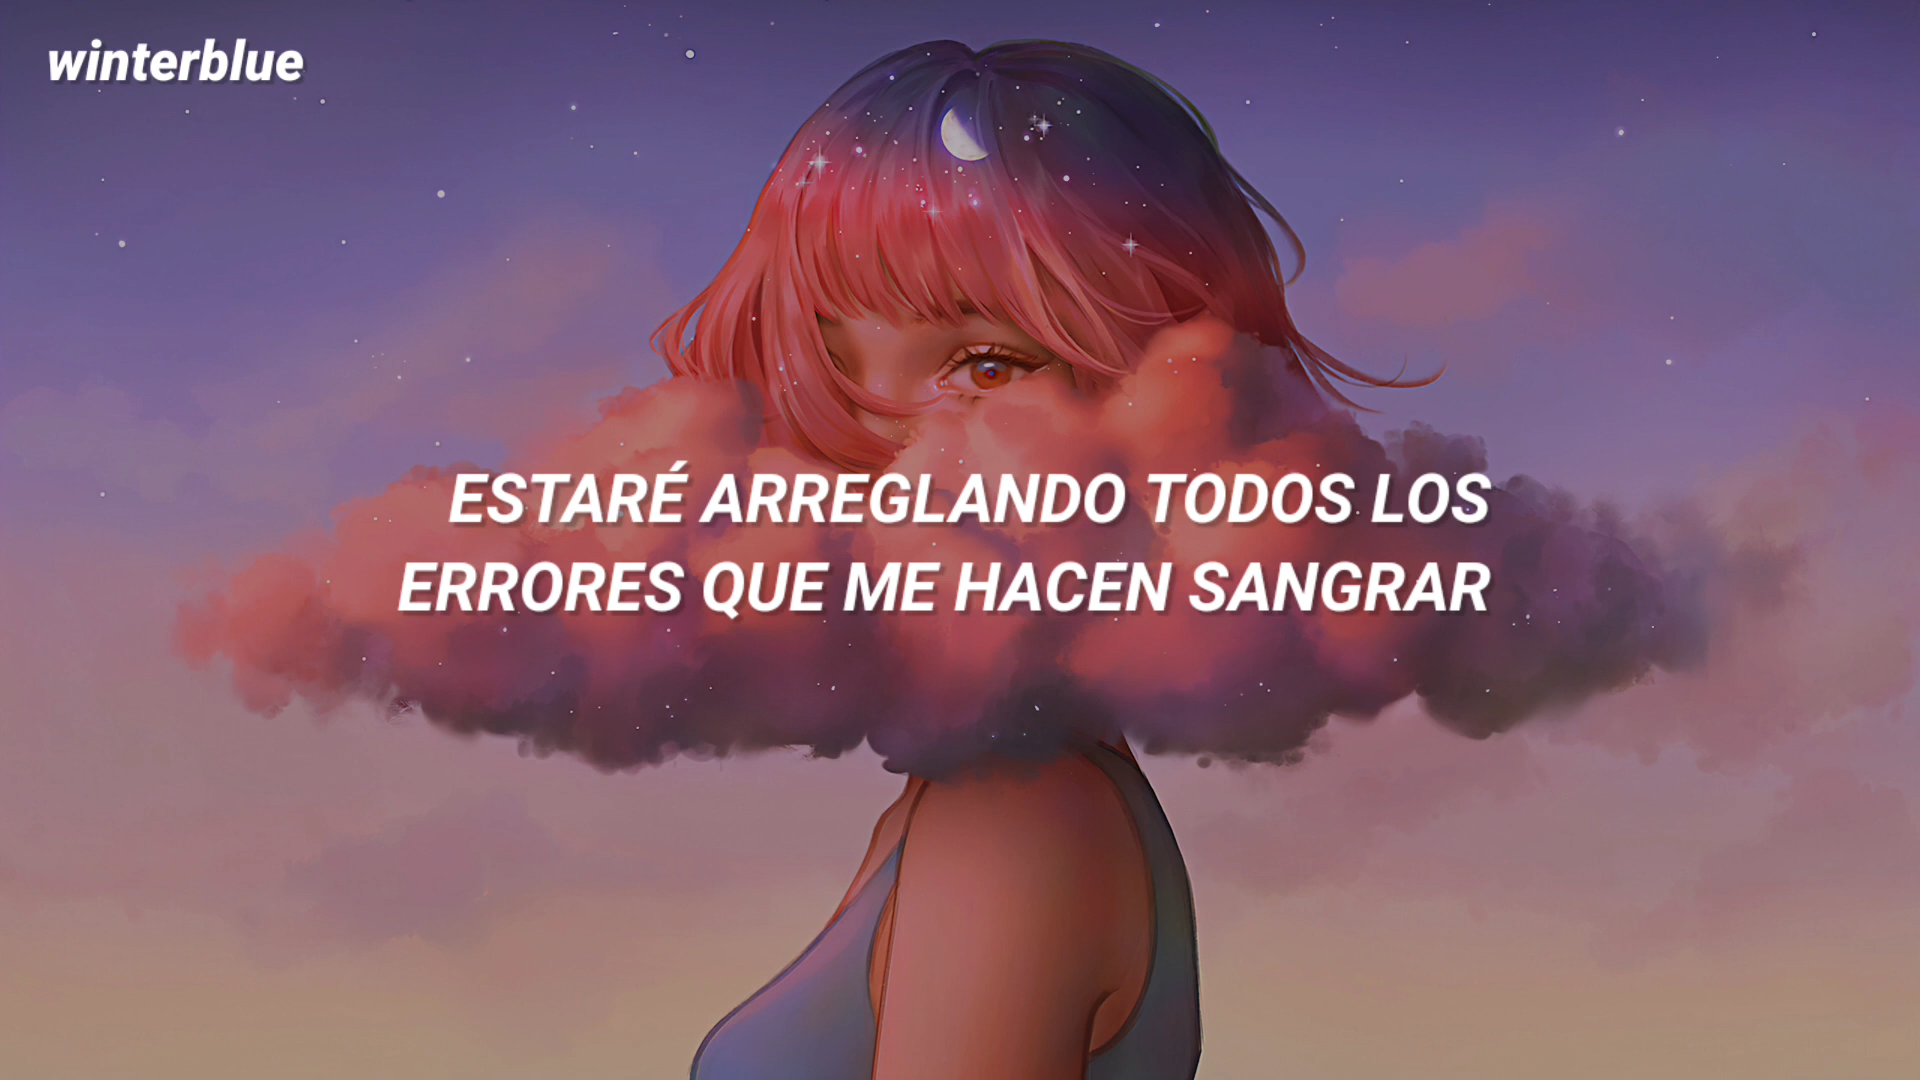 winterblue
ESTARÉ ARREGLANDO TODOS LOS
ERRORES QUE ME HACEN SANGRAR